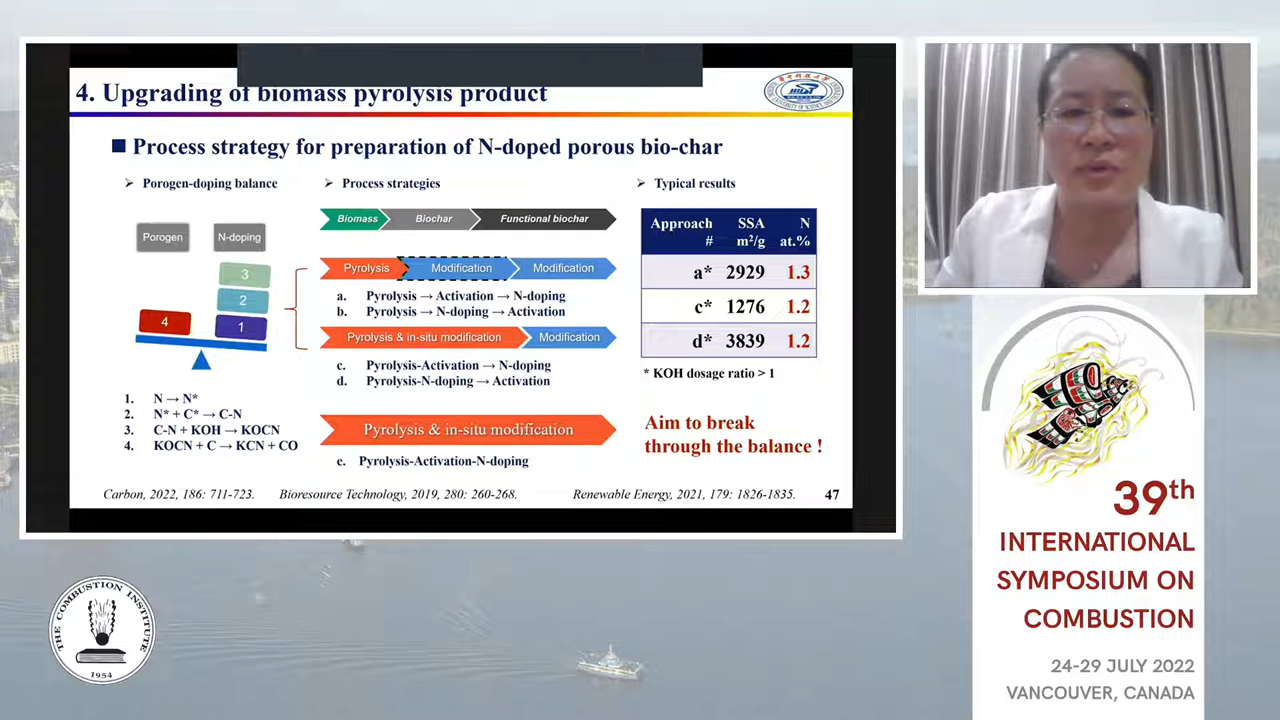 4. Upgrading of biomass pyrolysis product
■ Process strategy for preparation of N-doped porous bio-char
➢ Porogen-doping balance
Porogen
N-doping
3
2
4
1
1. N → N*
2. N* + C* → C-N
3. C-N + KOH → KOCN
4. KOCN + C → KCN + CO
➢ Process strategies
Biomass
Biochar
Functional biochar
Pyrolysis
Modification
Modification
a. Pyrolysis → Activation → N-doping
b. Pyrolysis → N-doping → Activation
Pyrolysis & in-situ modification
Modification
c. Pyrolysis-Activation → N-doping
d. Pyrolysis-N-doping → Activation
Pyrolysis & in-situ modification
e. Pyrolysis-Activation-N-doping
➢ Typical results
Approach SSA N
# m²/g at.%
a* 2929 1.3
c* 1276 1.2
d* 3839 1.2
* KOH dosage ratio > 1
Aim to break
through the balance !
Carbon, 2022, 186: 711-723. Bioresource Technology, 2019, 280: 260-268. Renewable Energy, 2021, 179: 1826-1835. 47
THE COMBUSTION INSTITUTE
1954
39th
INTERNATIONAL
SYMPOSIUM ON
COMBUSTION
24-29 JULY 2022
VANCOUVER, CANADA